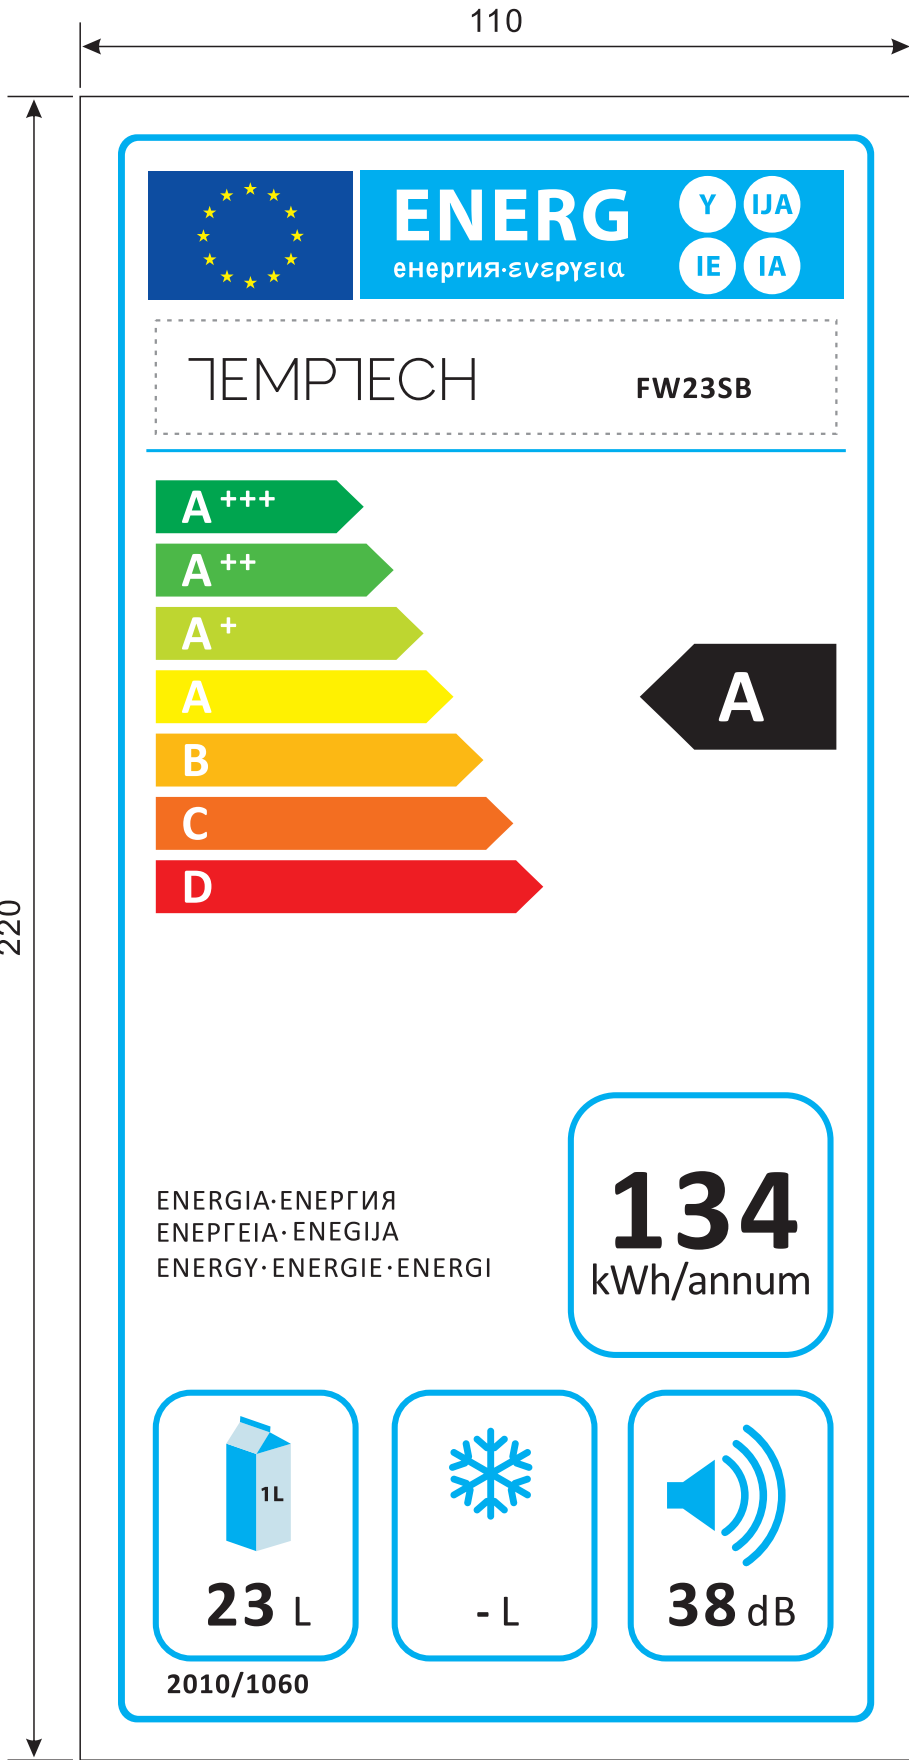 110
220
ENERG
енергия·ενεργεια
Y IJA
IE IA
TEMPTECH FW23SB
A+++
A++
A+
A
A
B
C
D
ENERGIA·ЕНЕРГИЯ
ΕΝΕΡΓΕΙΑ·ENEGIJA
ENERGY·ENERGIE·ENERGI
134
kWh/annum
1L
23 L
- L
38 dB
2010/1060